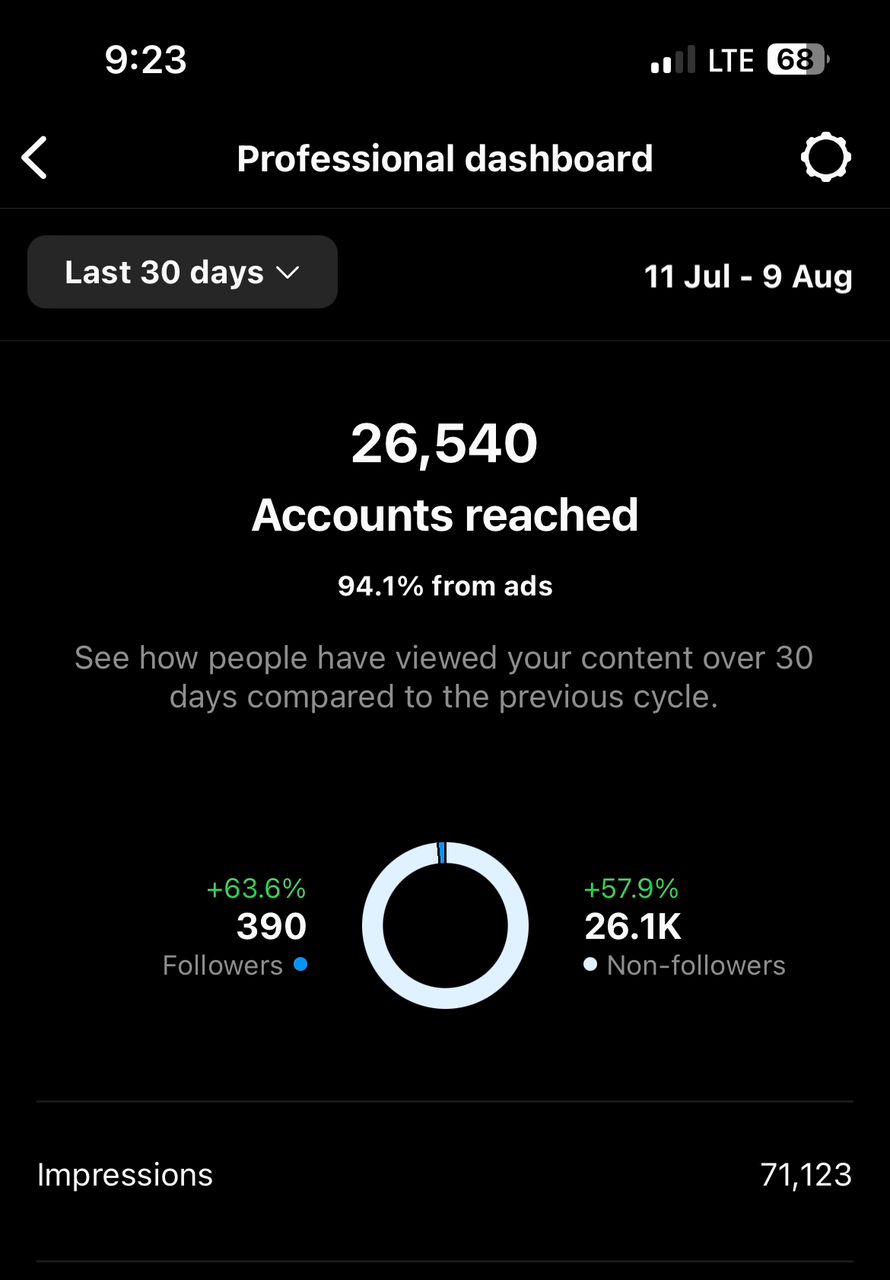 9:23 LTE 68
Professional dashboard
Last 30 days 11 Jul - 9 Aug
26,540
Accounts reached
94.1% from ads
See how people have viewed your content over 30
days compared to the previous cycle.
+63.6%
390
Followers
+57.9%
26.1K
Non-followers
Impressions 71,123